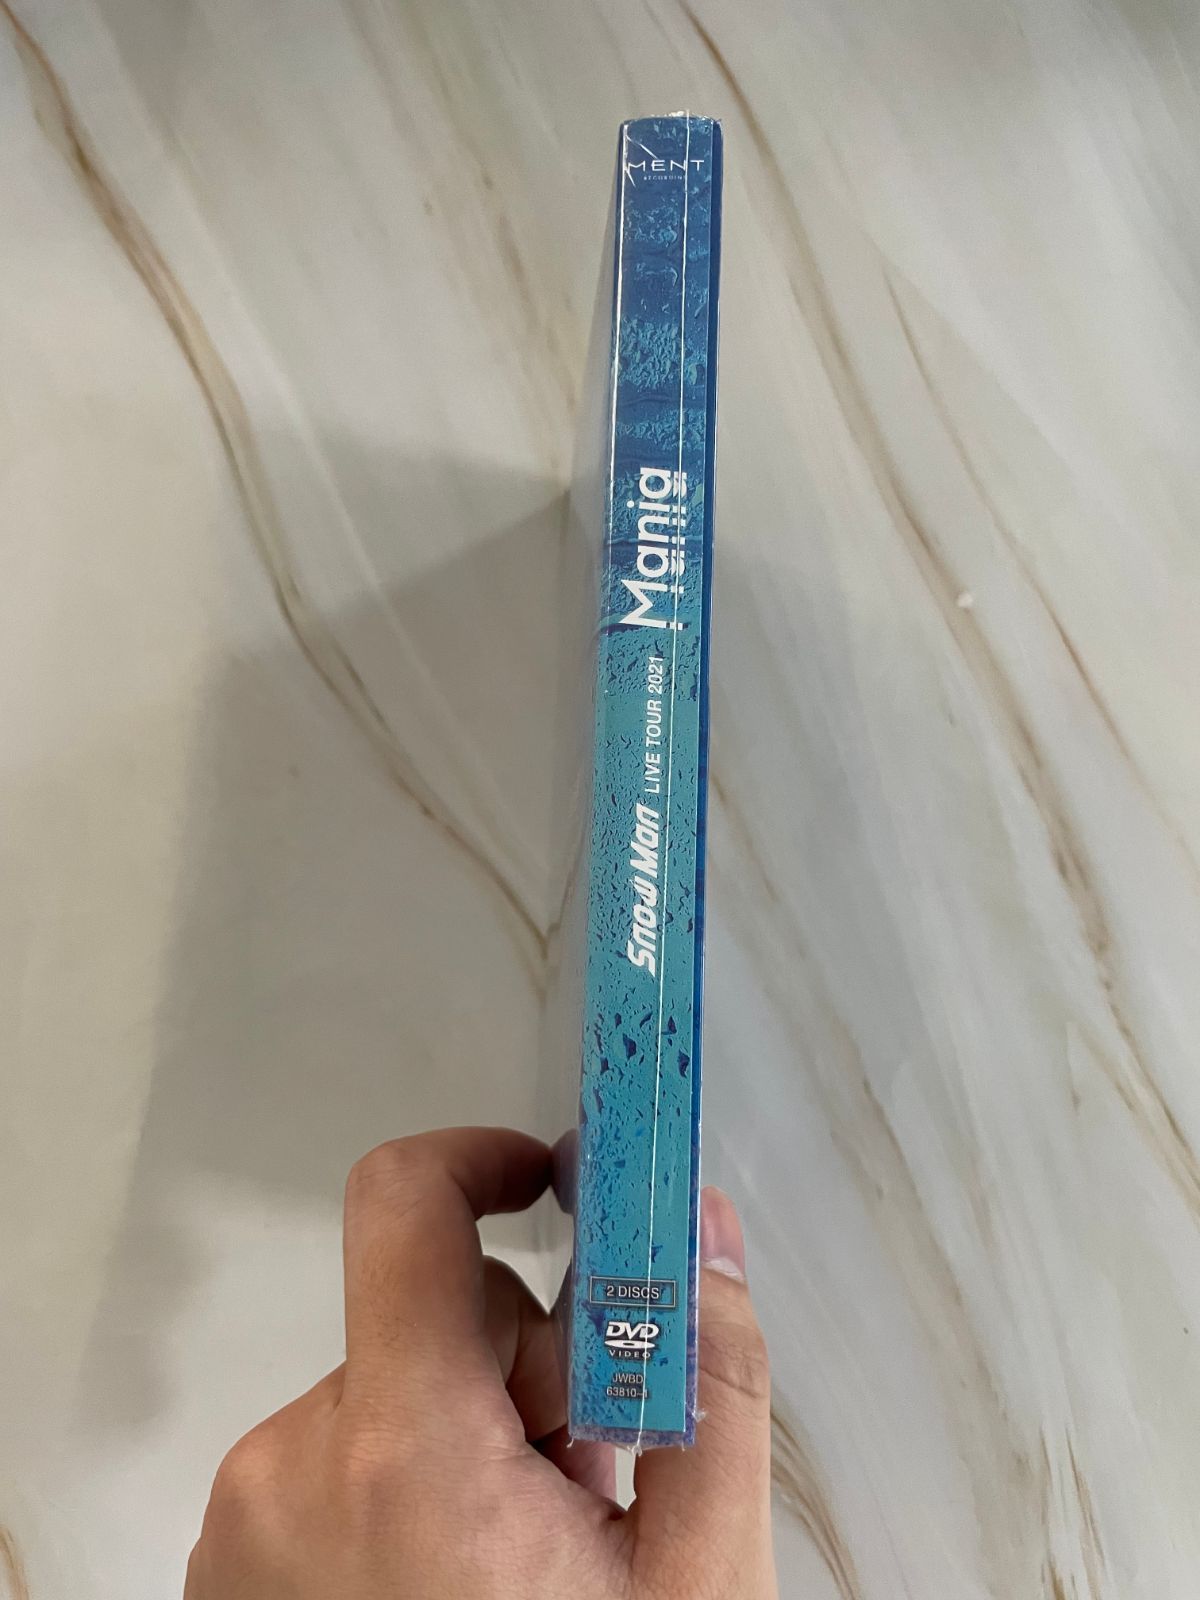 MENT
RECORDING
Snow Man LIVE TOUR 2021 Mania
2 DISCS
DVD
VIDEO
JWBD
63810~1